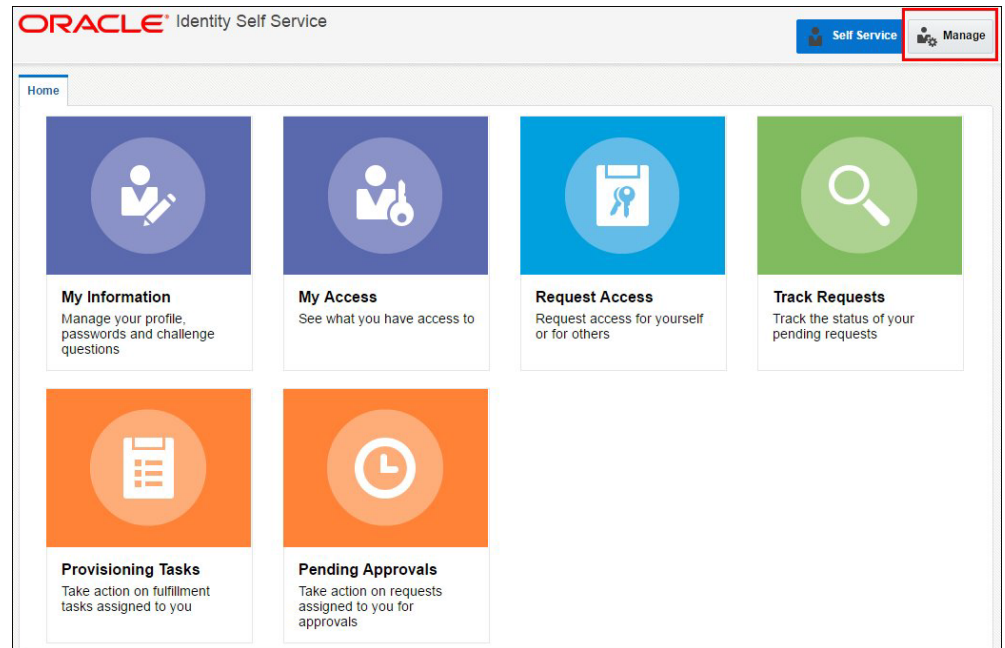 ORACLE® Identity Self Service
Self Service
Manage
Home
My Information
Manage your profile,
passwords and challenge
questions
My Access
See what you have access to
Request Access
Request access for yourself
or for others
Track Requests
Track the status of your
pending requests
Provisioning Tasks
Take action on fulfillment
tasks assigned to you
Pending Approvals
Take action on requests
assigned to you for
approvals